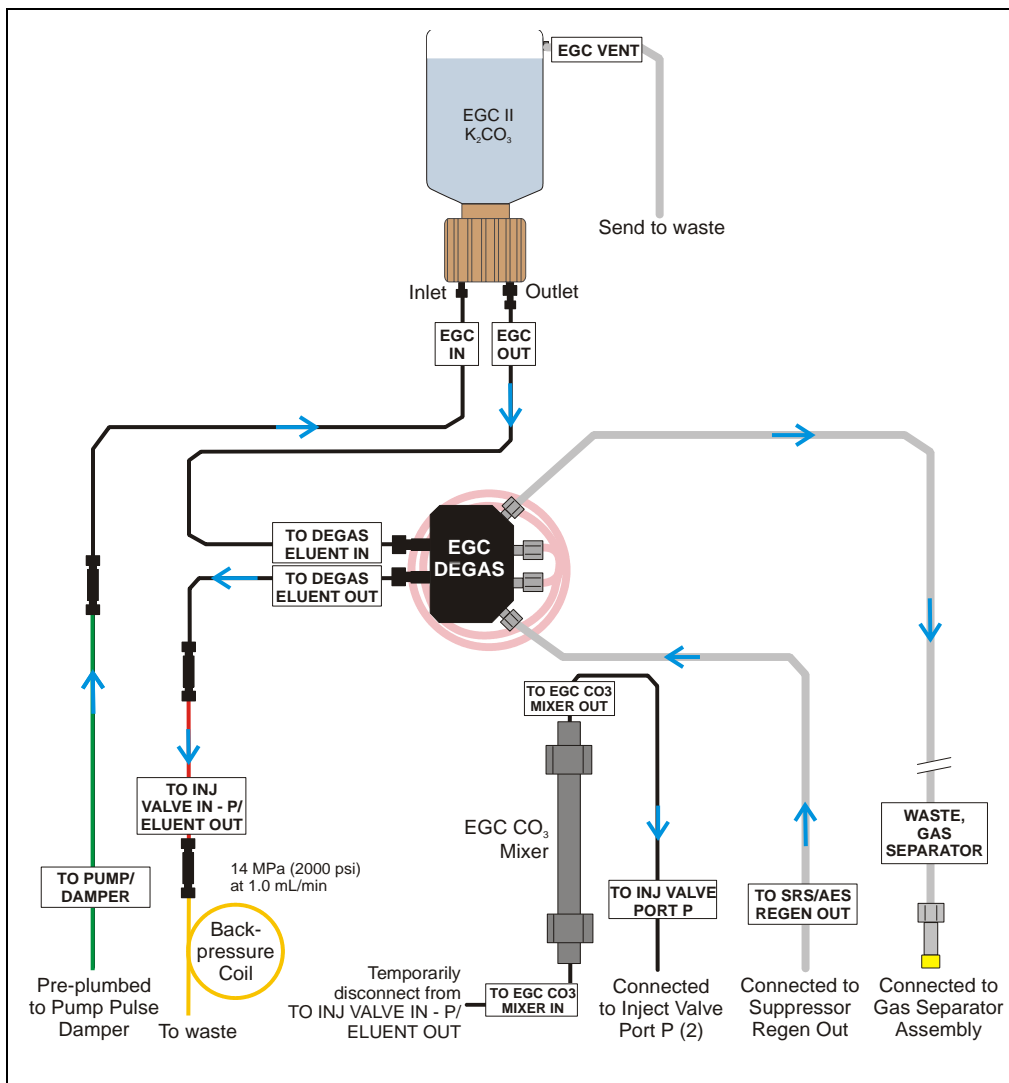 EGC VENT
EGC II
K₂CO₃
Send to waste
Inlet
Outlet
EGC
IN
EGC
OUT
TO DEGAS
ELUENT IN
EGC
DEGAS
TO DEGAS
ELUENT OUT
TO EGC CO3
MIXER OUT
TO INJ
VALVE IN - P/
ELUENT OUT
EGC CO₃
Mixer
WASTE,
GAS
SEPARATOR
14 MPa (2000 psi)
at 1.0 mL/min
TO PUMP/
DAMPER
TO INJ VALVE
PORT P
TO SRS/AES
REGEN OUT
Back-
pressure
Coil
Pre-plumbed
to Pump Pulse
Damper
To waste
Temporarily
disconnect from
TO INJ VALVE IN - P/
ELUENT OUT
TO EGC CO3
MIXER IN
Connected
to Inject Valve
Port P (2)
Connected to
Suppressor
Regen Out
Connected to
Gas Separator
Assembly